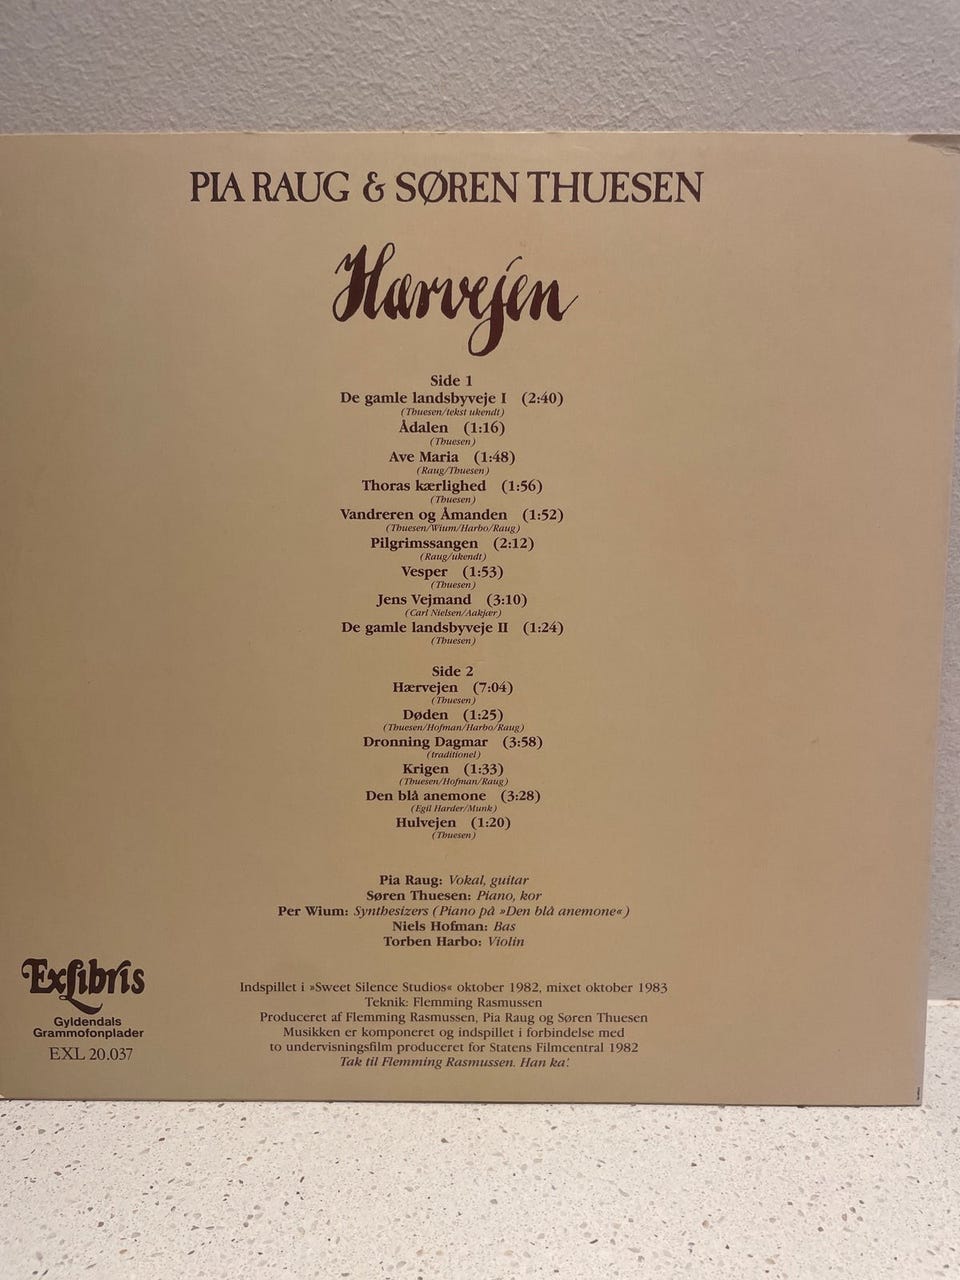 PIA RAUG & SØREN THUESEN
Hærvejen
Side 1
De gamle landsbyveje I (2:40)
(Thuesen/tekst ukendt)
Ådalen (1:16)
(Thuesen)
Ave Maria (1:48)
(Raug/Thuesen)
Thoras kærlighed (1:56)
(Thuesen)
Vandreren og Åmanden (1:52)
(Thuesen/Wium/Harbo/Raug)
Pilgrimssangen (2:12)
(Raug/ukendt)
Vesper (1:53)
(Thuesen)
Jens Vejmand (3:10)
(Carl Nielsen/Aakjær)
De gamle landsbyveje II (1:24)
(Thuesen)
Side 2
Hærvejen (7:04)
(Thuesen)
Døden (1:25)
(Thuesen/Hofman/Harbo/Raug)
Dronning Dagmar (3:58)
(traditionel)
Krigen (1:33)
(Thuesen/Hofman/Raug)
Den blå anemone (3:28)
(Egil Harder/Munk)
Hulvejen (1:20)
(Thuesen)
Pia Raug: Vokal, guitar
Søren Thuesen: Piano, kor
Per Wium: Synthesizers (Piano på »Den blå anemone«)
Niels Hofman: Bas
Torben Harbo: Violin
Indspillet i »Sweet Silence Studios« oktober 1982, mixet oktober 1983
Teknik: Flemming Rasmussen
Produceret af Flemming Rasmussen, Pia Raug og Søren Thuesen
Musikken er komponeret og indspillet i forbindelse med
to undervisningsfilm produceret for Statens Filmcentral 1982
Tak til Flemming Rasmussen. Han ka'.
ExLibris
Gyldendals
Grammofonplader
EXL 20.037